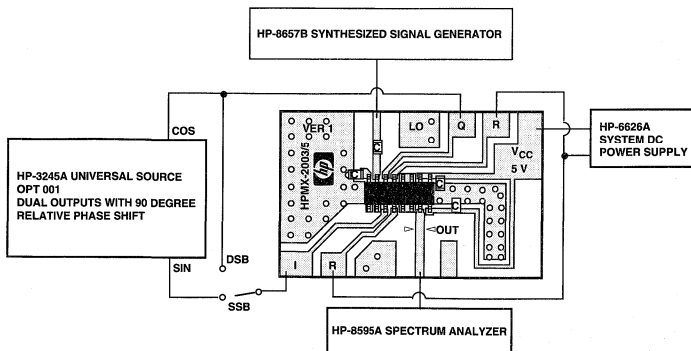 HP-8657B SYNTHESIZED SIGNAL GENERATOR
COS
HP-3245A UNIVERSAL SOURCE
OPT 001
DUAL OUTPUTS WITH 90 DEGREE
RELATIVE PHASE SHIFT
SIN
DSB
SSB
VER 1
HPMX-2003/5
hp
LO
Q
R
VCC
5 V
C
C
C
C
OUT
I
R
HP-6626A
SYSTEM DC
POWER SUPPLY
HP-8595A SPECTRUM ANALYZER